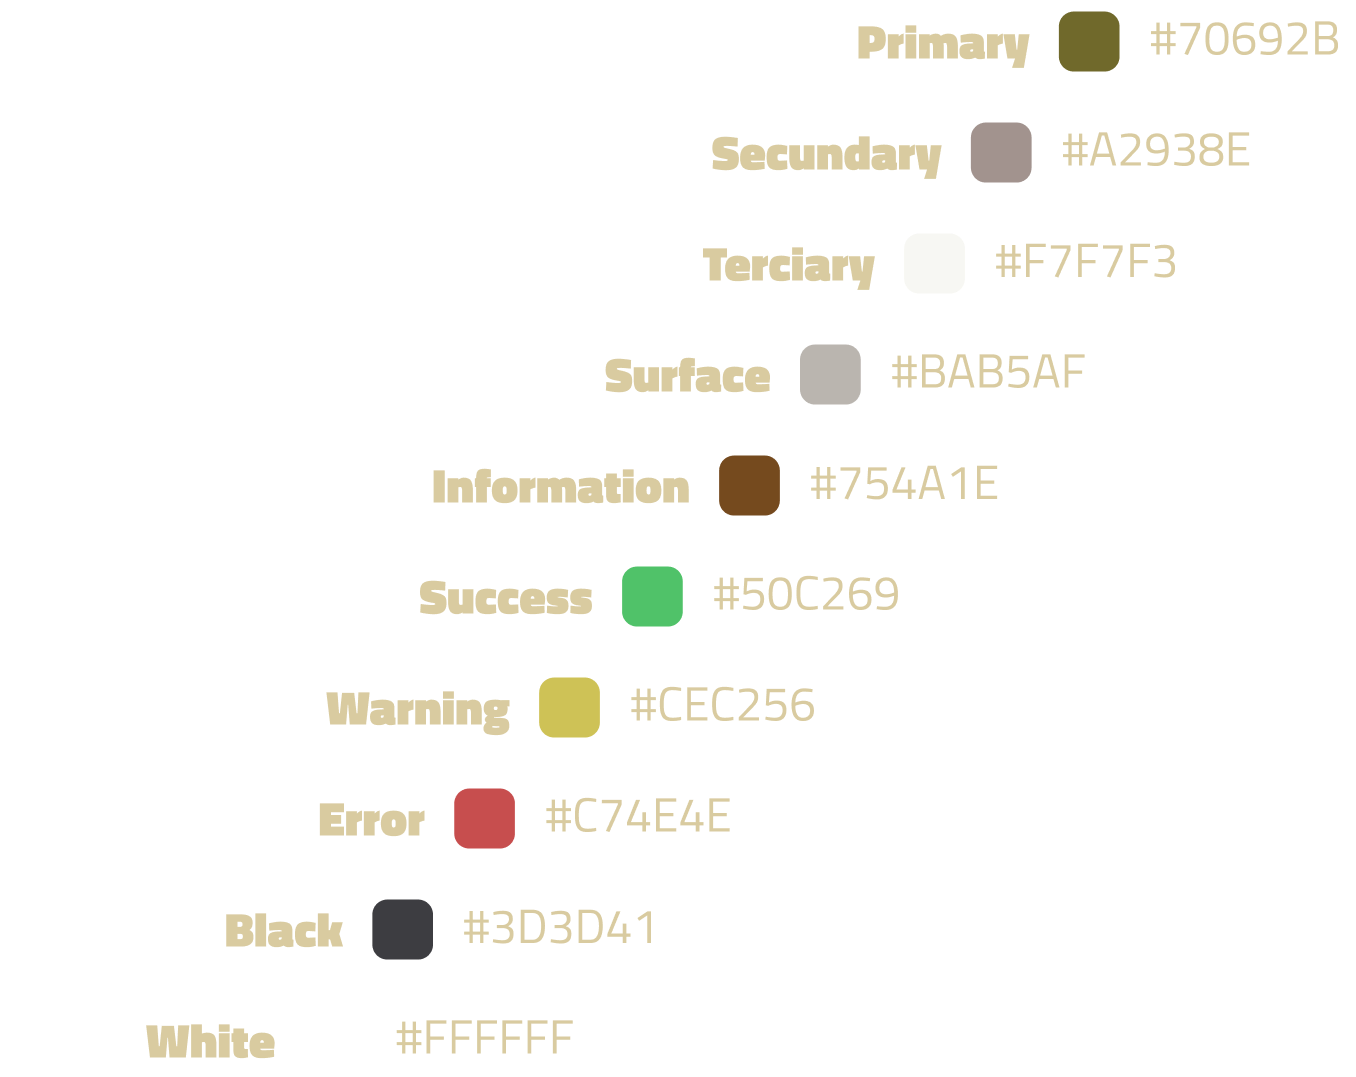 Primary #70692B
Secundary #A2938E
Terciary #F7F7F3
Surface #BAB5AF
Information #754A1E
Success #50C269
Warning #CEC256
Error #C74E4E
Black #3D3D41
White #FFFFFF